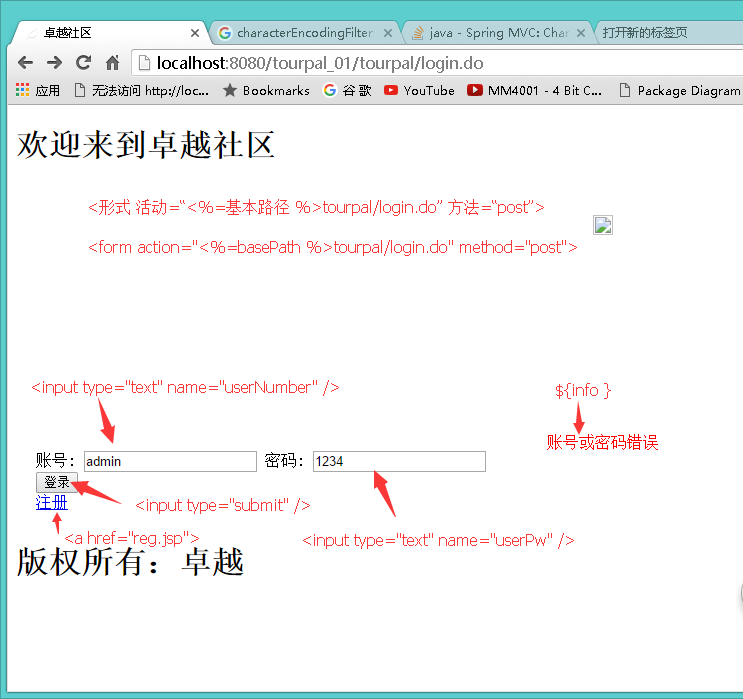 卓越社区
characterEncodingFilter
java - Spring MVC: Char
打开新的标签页
localhost:8080/tourpal_01/tourpal/login.do
应用 无法访问 http://loc... Bookmarks 谷歌 YouTube MM4001 - 4 Bit C... Package Diagram
欢迎来到卓越社区
<形式 活动=“<%=基本路径 %>tourpal/login.do” 方法=“post”>
<form action="<%=basePath %>tourpal/login.do" method="post">
<input type="text" name="userNumber" />
${info }
账号或密码错误
账号： admin 密码： 1234
登录
注册
<input type="submit" />
<a href="reg.jsp">
<input type="text" name="userPw" />
版权所有：卓越